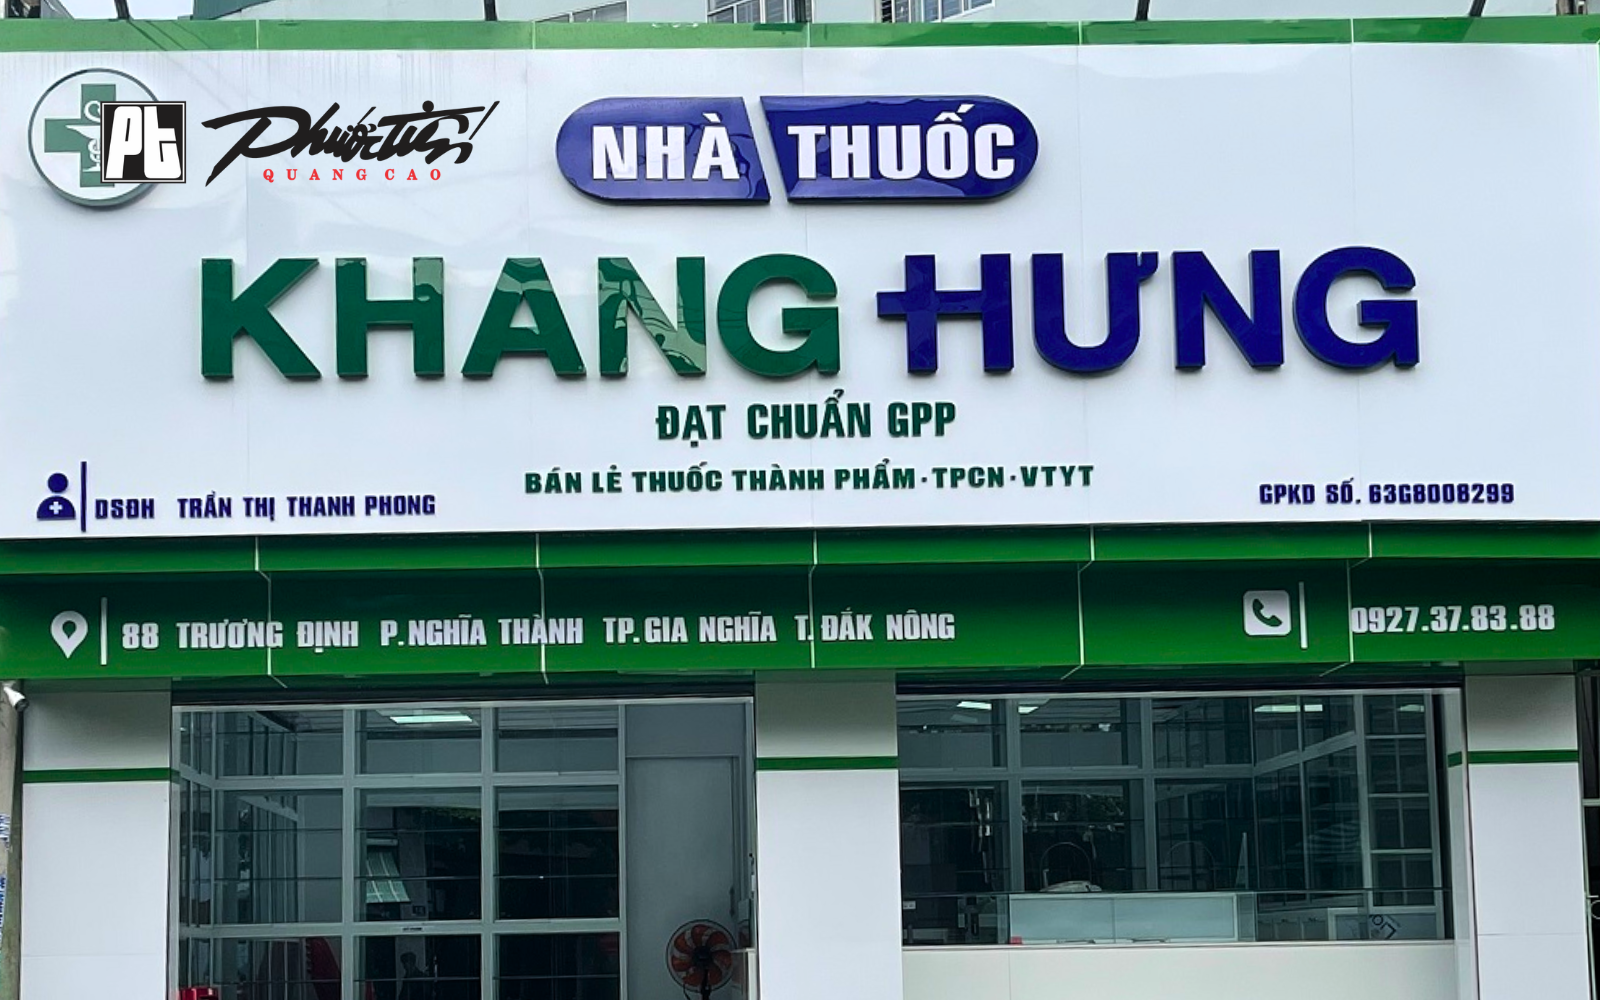 Pt Phước Tiến
QUANG CAO
NHÀ THUỐC
KHANG HƯNG
ĐẠT CHUẨN GPP
BÁN LẺ THUỐC THÀNH PHẨM·TPCN·VTYT
DSĐH TRẦN THỊ THANH PHONG
GPKD SỐ. 63G8008299
88 TRƯƠNG ĐỊNH P.NGHĨA THÀNH TP.GIA NGHĨA T.ĐẮK NÔNG
0927.37.83.88